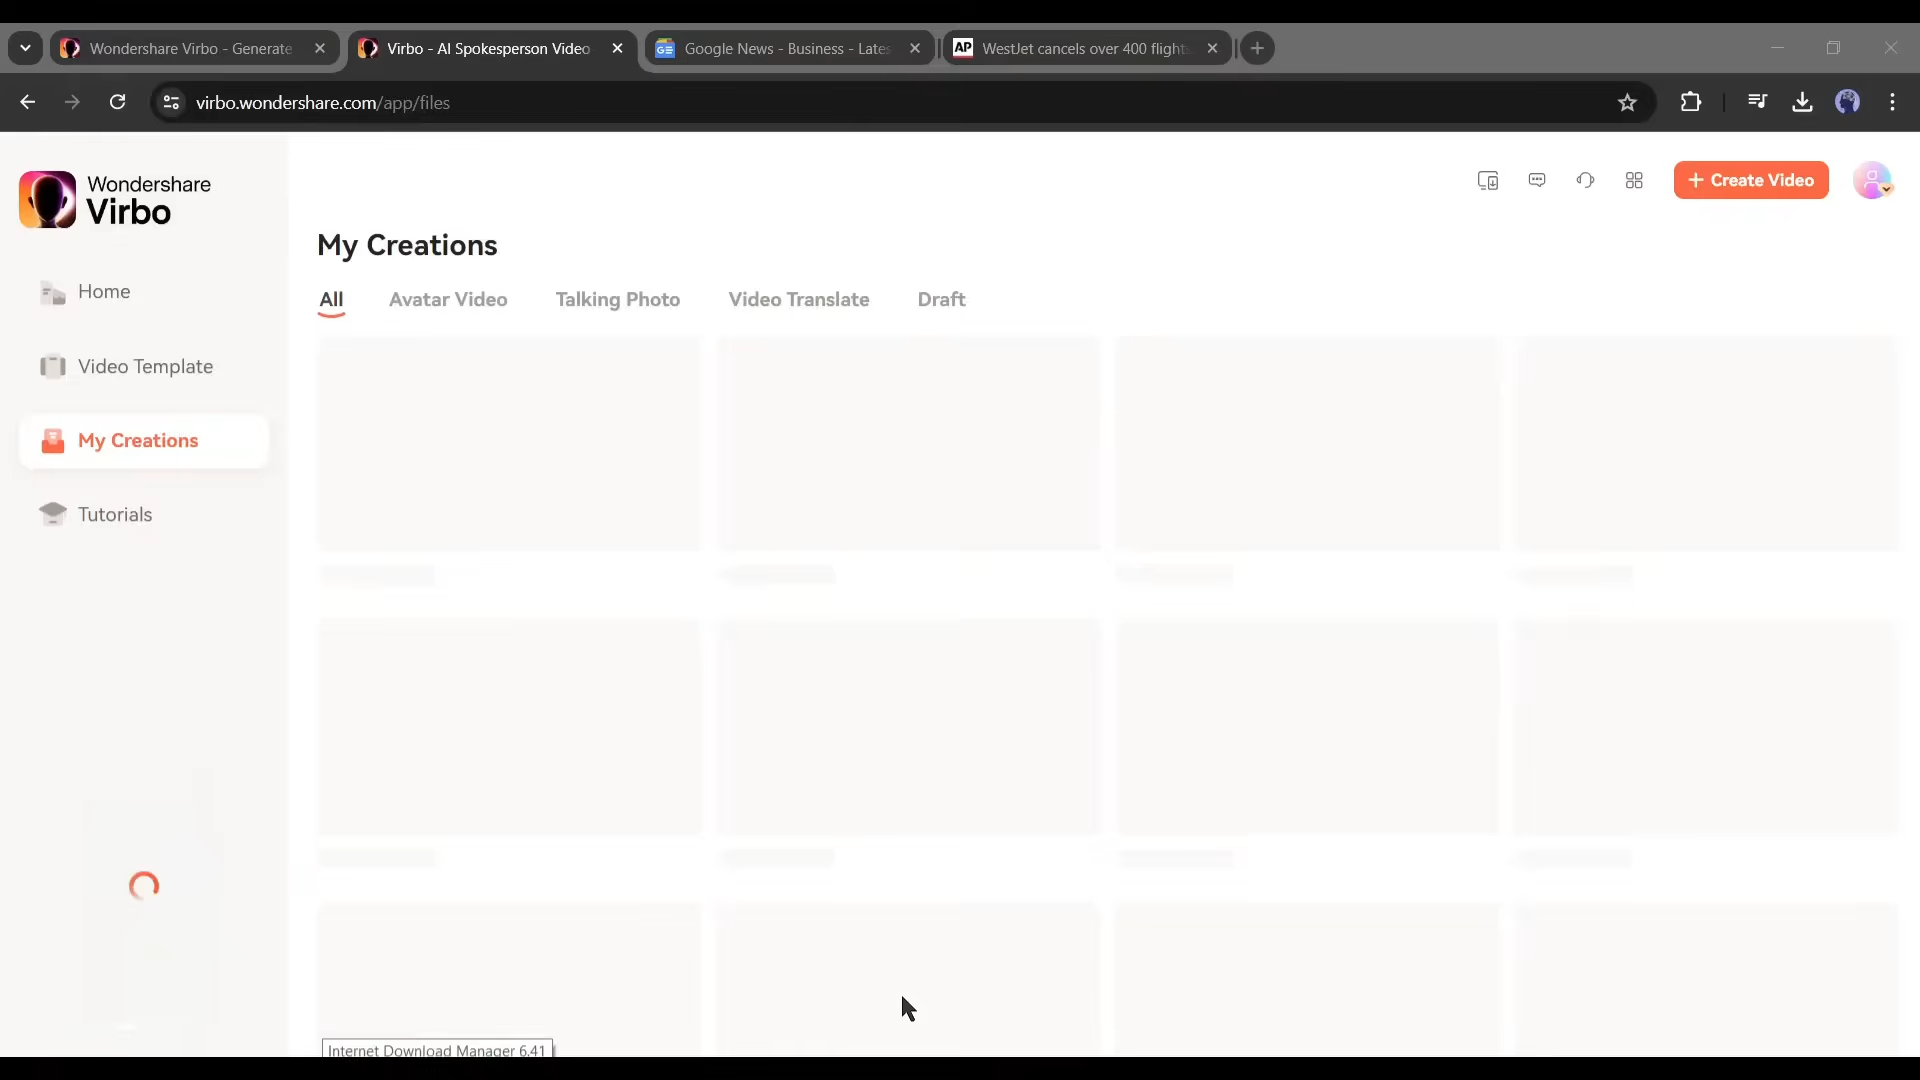 Wondershare Virbo - Generate
Virbo - AI Spokesperson Video
Google News - Business - Lates
AP
WestJet cancels over 400 flights
virbo.wondershare.com/app/files
Wondershare
Virbo
Create Video
My Creations
Home
All
Avatar Video
Talking Photo
Video Translate
Draft
Video Template
My Creations
Tutorials
Internet Download Manager 6.41